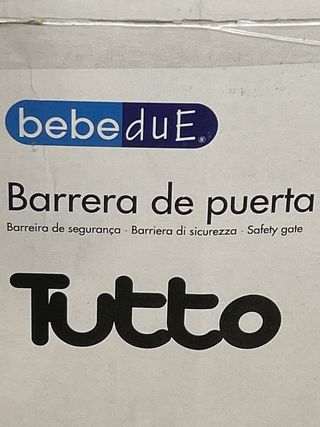 bebeduE®
Barrera de puerta
Barreira de segurança · Barriera di sicurezza · Safety gate
Tutto